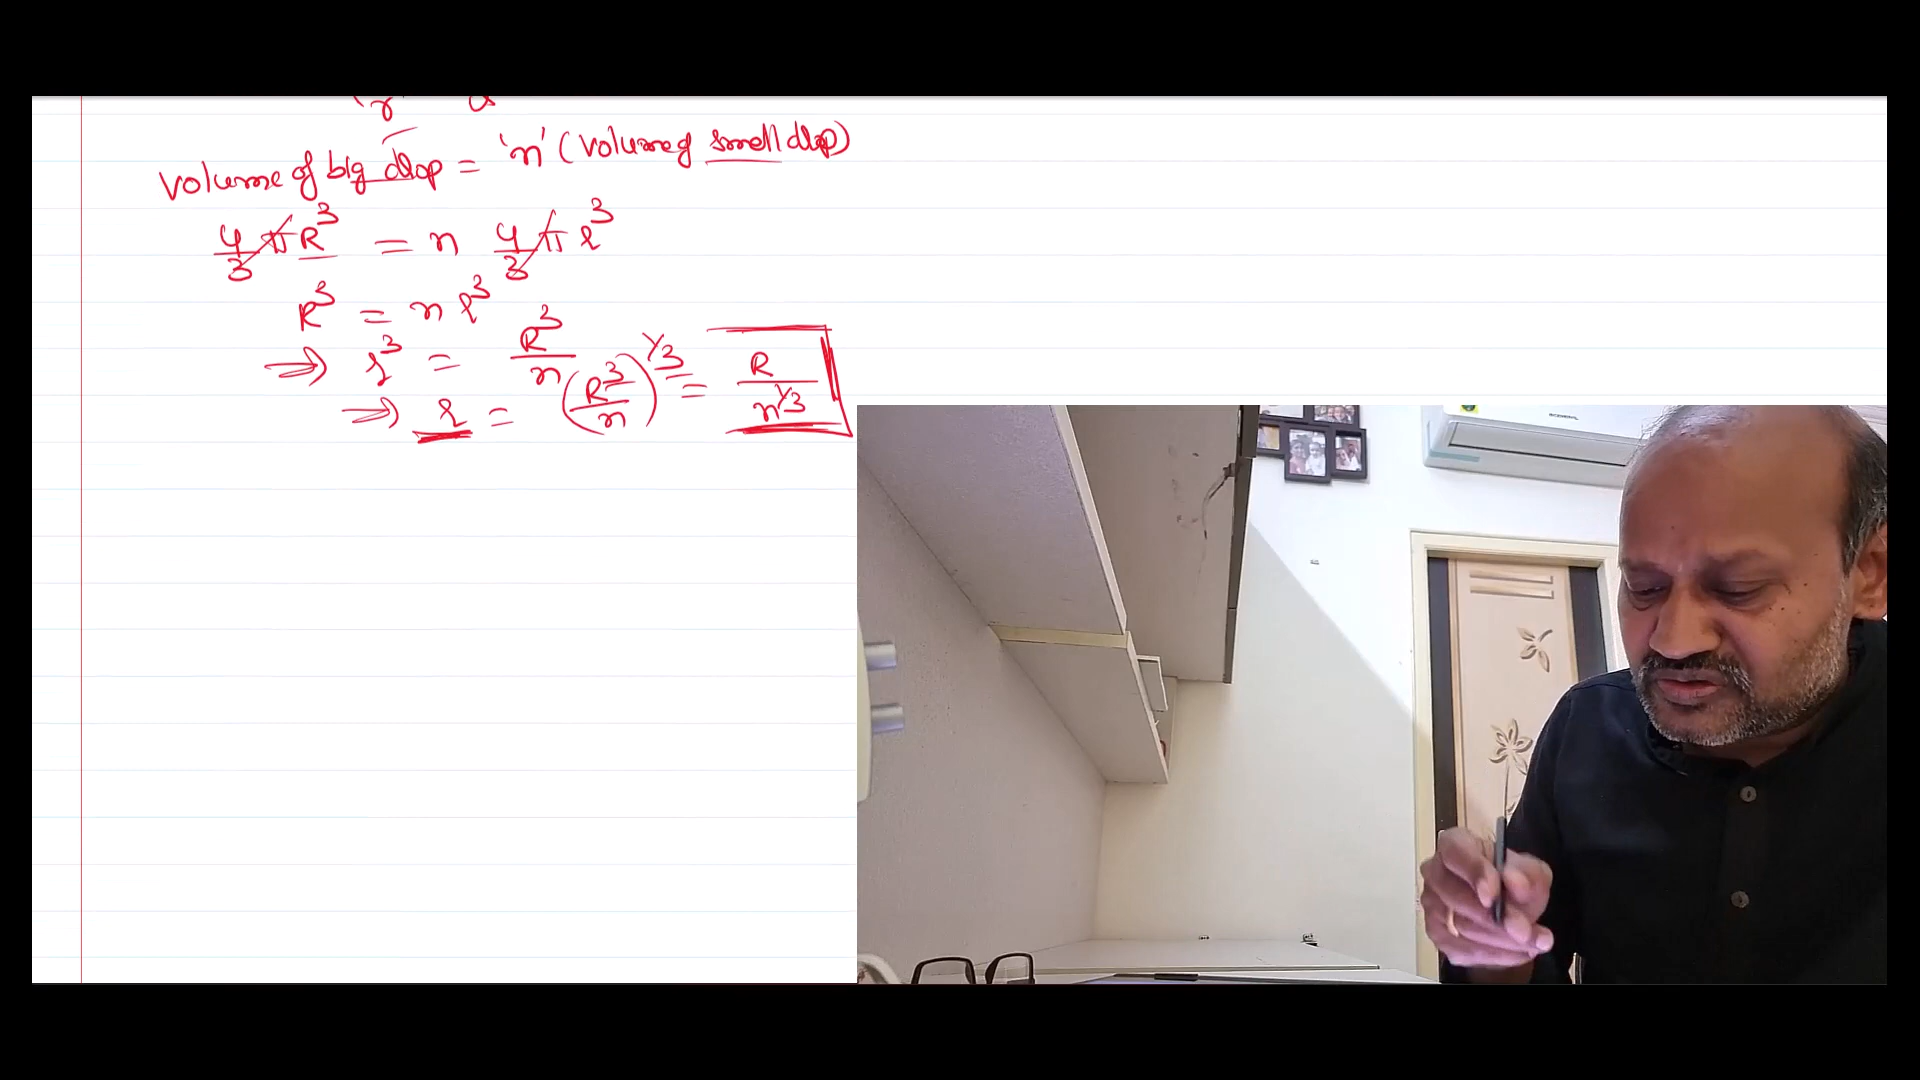 'r'
Volume of big drop = 'n' (Volume of small drop)
4/3 π R³ = n 4/3 π r³
R³ = n r³
⇒ r³ = R³/n
⇒ r = (R³/n)^1/3 = R/n^1/3
GENERAL